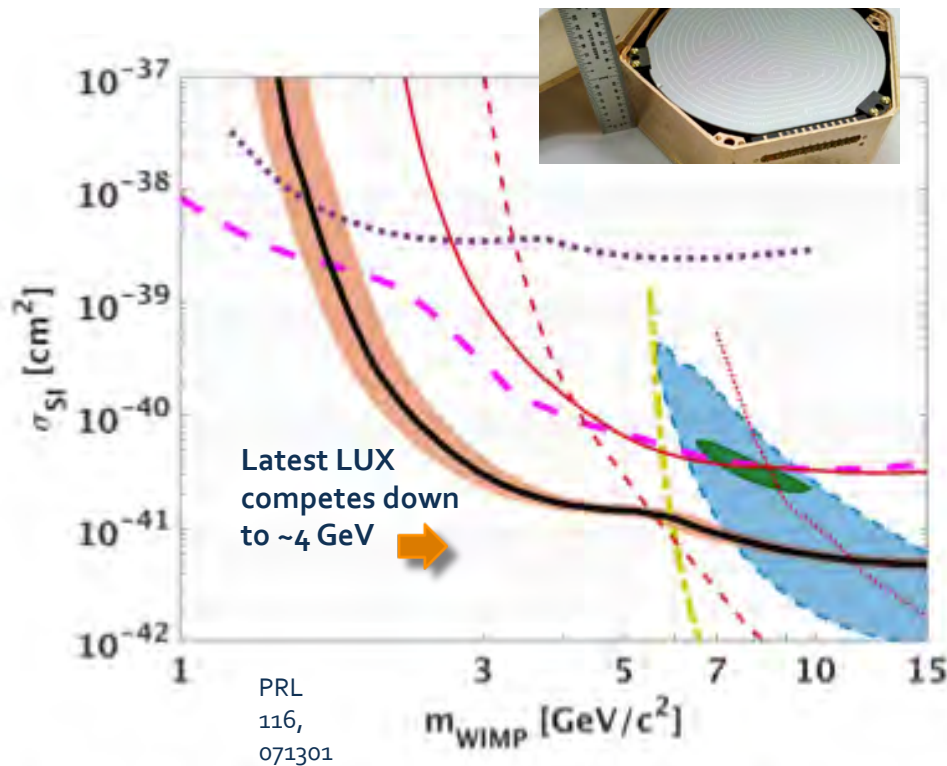 10⁻³⁷
10⁻³⁸
10⁻³⁹
10⁻⁴⁰
10⁻⁴¹
10⁻⁴²
σSI [cm²]
Latest LUX
competes down
to ~4 GeV
1
3
5
7
10
15
mWIMP [GeV/c²]
PRL
116,
071301